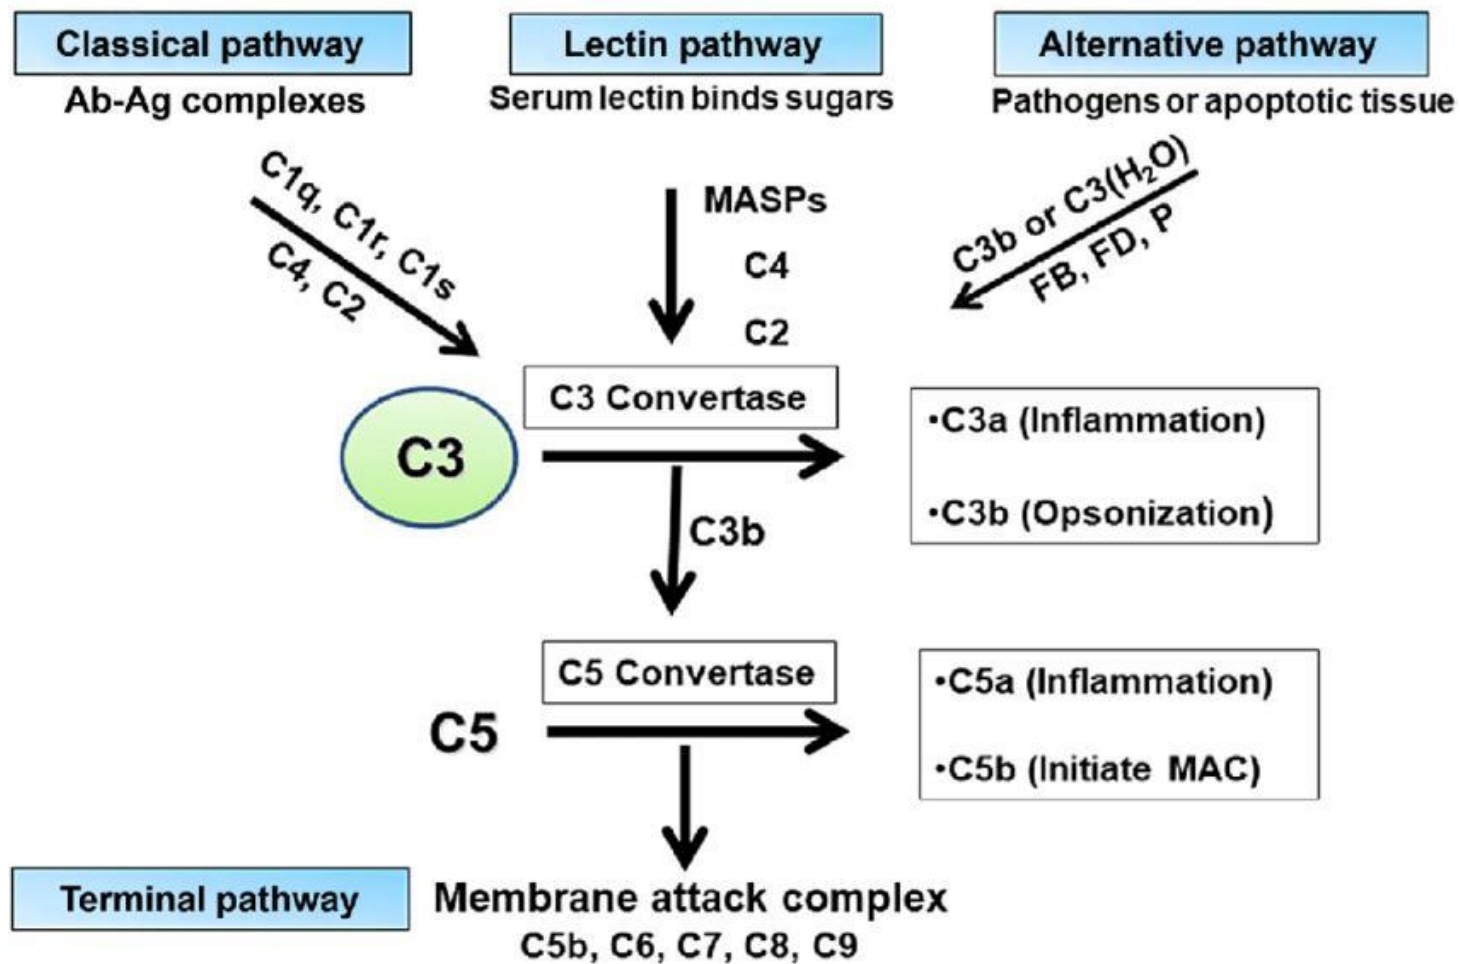 Classical pathway
Ab-Ag complexes
Lectin pathway
Serum lectin binds sugars
Alternative pathway
Pathogens or apoptotic tissue
C1q, C1r, C1s
C4, C2
MASPs
C4
C2
C3b or C3(H₂O)
FB, FD, P
C3 Convertase
C3
•C3a (Inflammation)
•C3b (Opsonization)
C3b
C5 Convertase
C5
•C5a (Inflammation)
•C5b (Initiate MAC)
Terminal pathway
Membrane attack complex
C5b, C6, C7, C8, C9